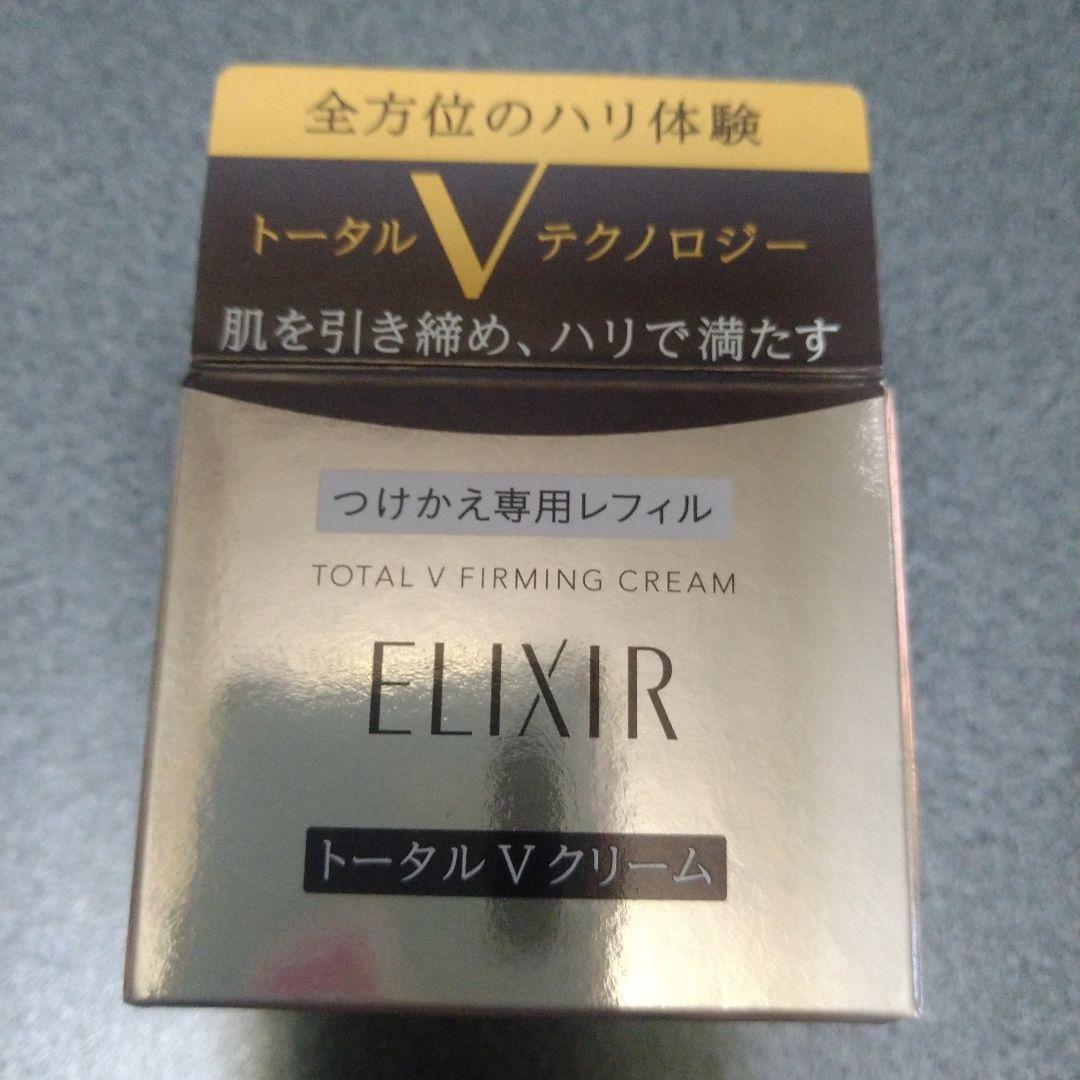 全方位のハリ体験
トータル V テクノロジー
肌を引き締め、ハリで満たす
つけかえ専用レフィル
TOTAL V FIRMING CREAM
ELIXIR
トータル V クリーム